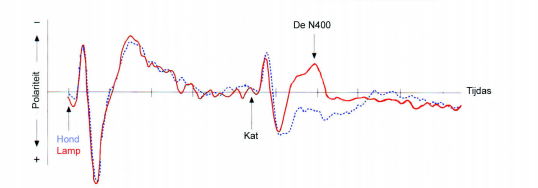 −
De N400
Polariteit
Tijdas
+
Hond
Lamp
Kat